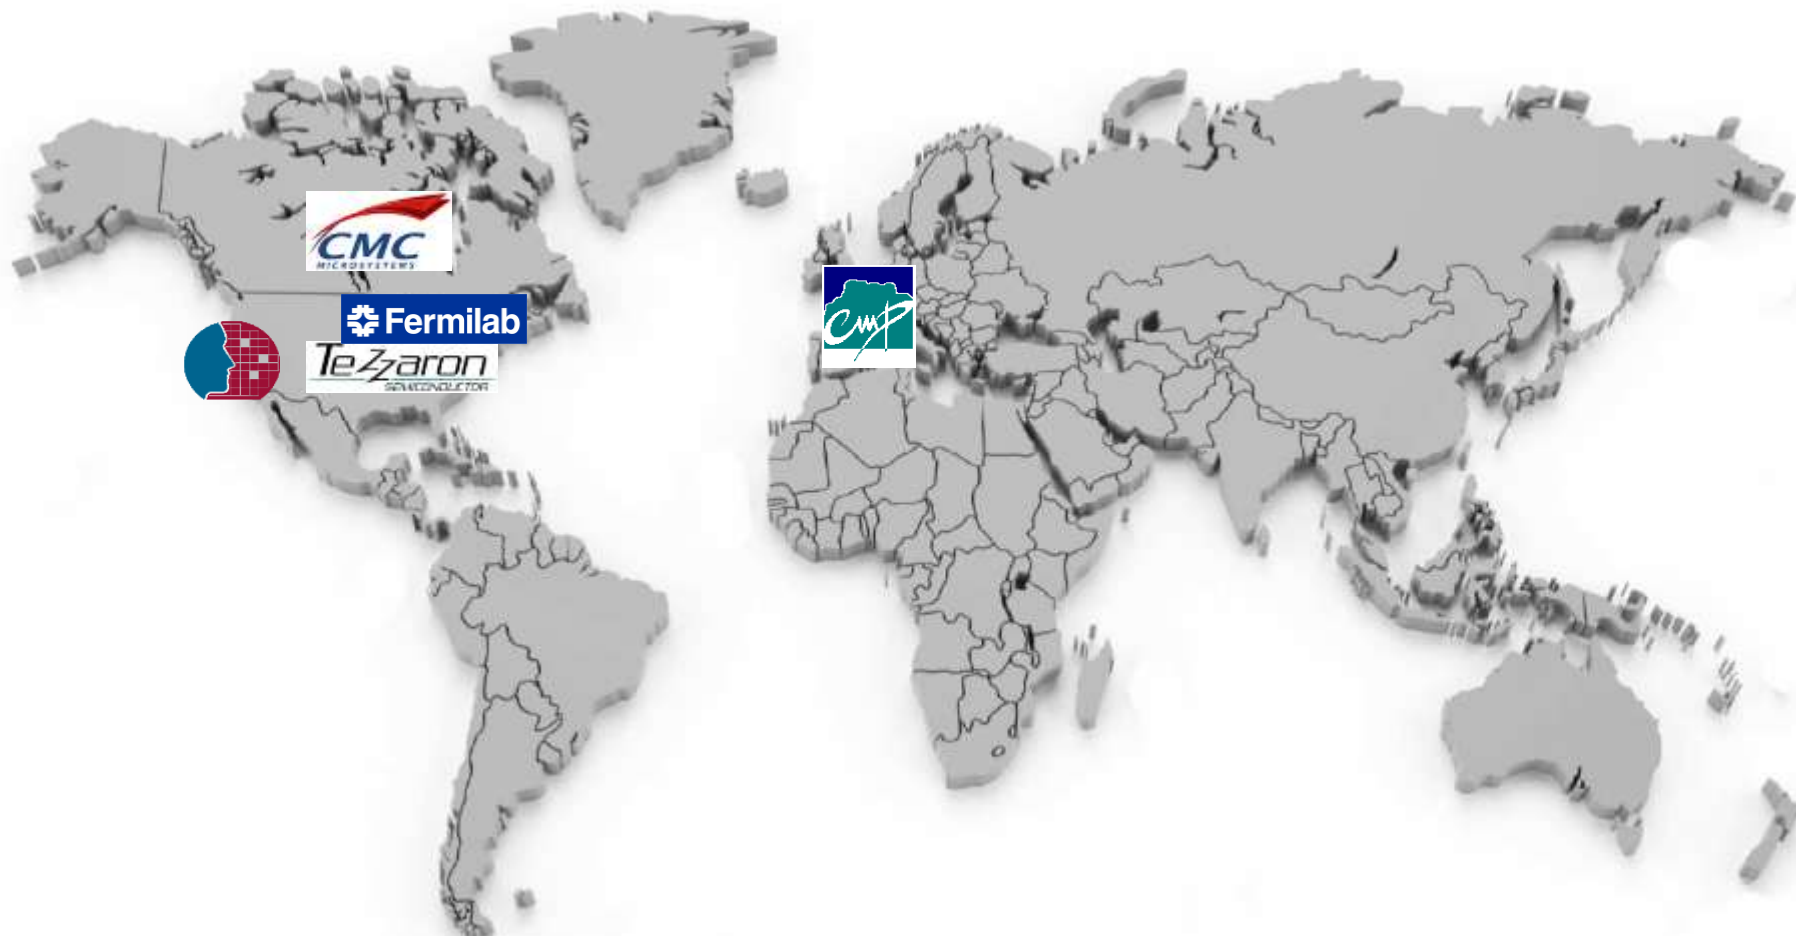 CMC
MICROSYSTEMS
Fermilab
Tezzaron
SEMICONDUCTOR
CMP